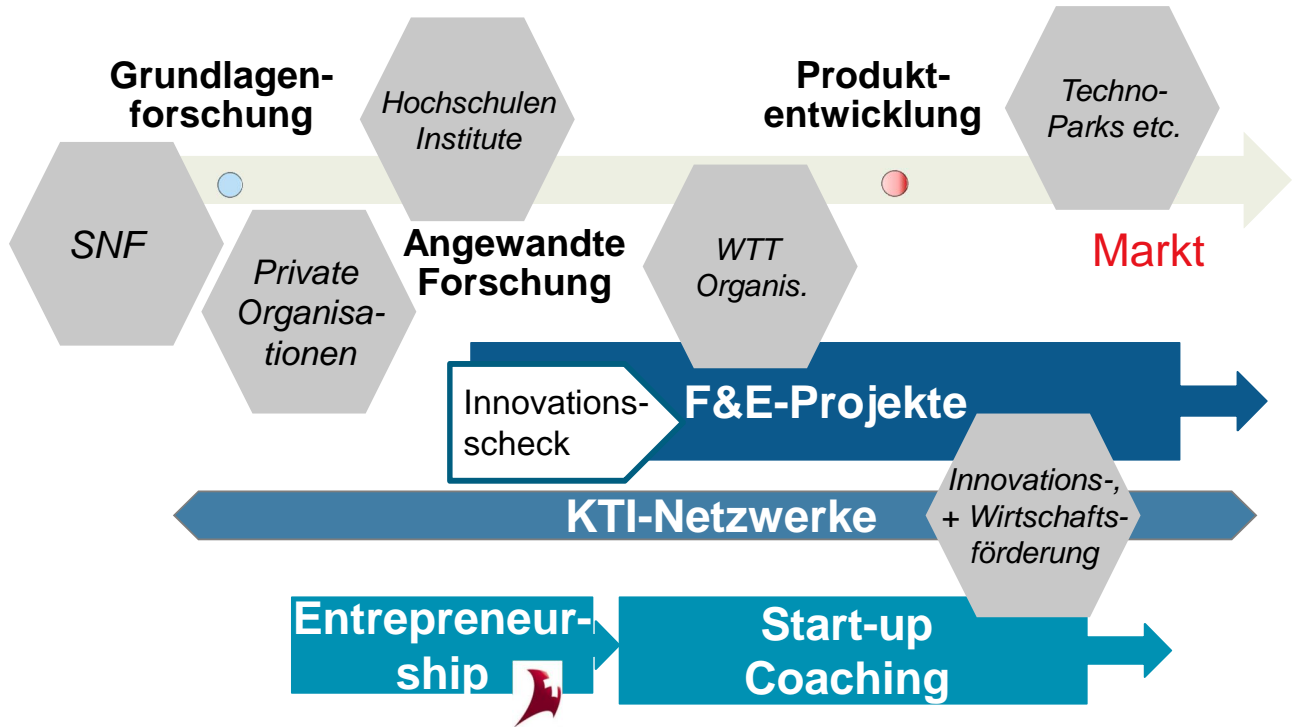 Grundlagen-
forschung
Hochschulen
Institute
Produkt-
entwicklung
Techno-
Parks etc.
SNF
Private
Organisa-
tionen
Angewandte
Forschung
WTT
Organis.
Markt
Innovations-
scheck
F&E-Projekte
KTI-Netzwerke
Innovations-,
+ Wirtschafts-
förderung
Entrepreneur-
ship
Start-up
Coaching